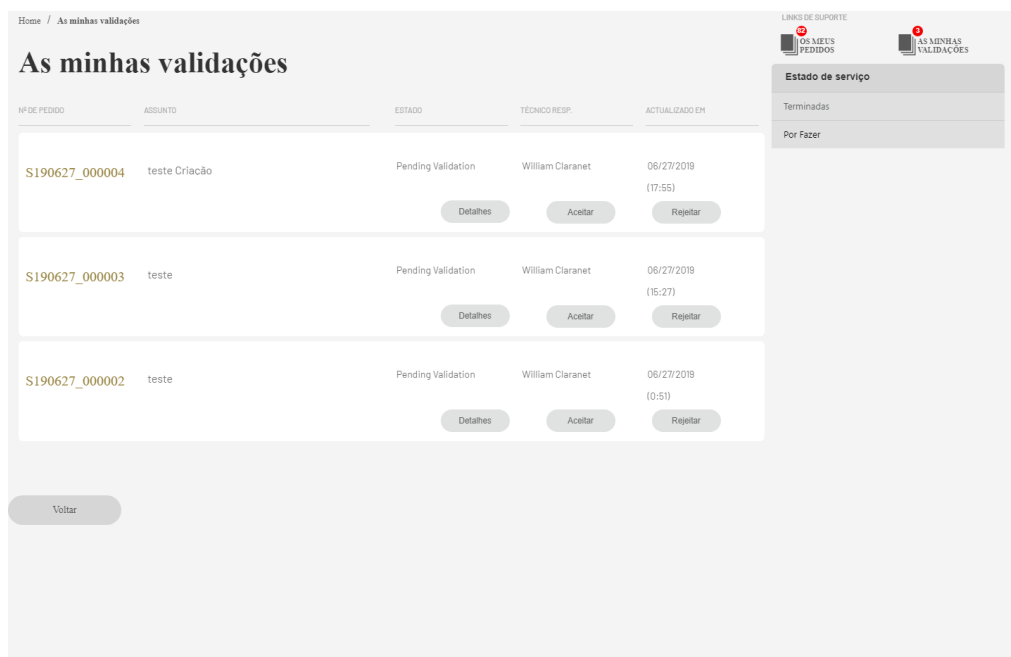 Home / As minhas validações
LINKS DE SUPORTE
82
OS MEUS
PEDIDOS
3
AS MINHAS
VALIDAÇÕES
As minhas validações
Estado de serviço
Terminadas
Por Fazer
Nº DE PEDIDO ASSUNTO ESTADO TÉCNICO RESP. ACTUALIZADO EM
S190627_000004 teste Criação Pending Validation William Claranet 06/27/2019
(17:55)
Detalhes Aceitar Rejeitar
S190627_000003 teste Pending Validation William Claranet 06/27/2019
(15:27)
Detalhes Aceitar Rejeitar
S190627_000002 teste Pending Validation William Claranet 06/27/2019
(0:51)
Detalhes Aceitar Rejeitar
Voltar